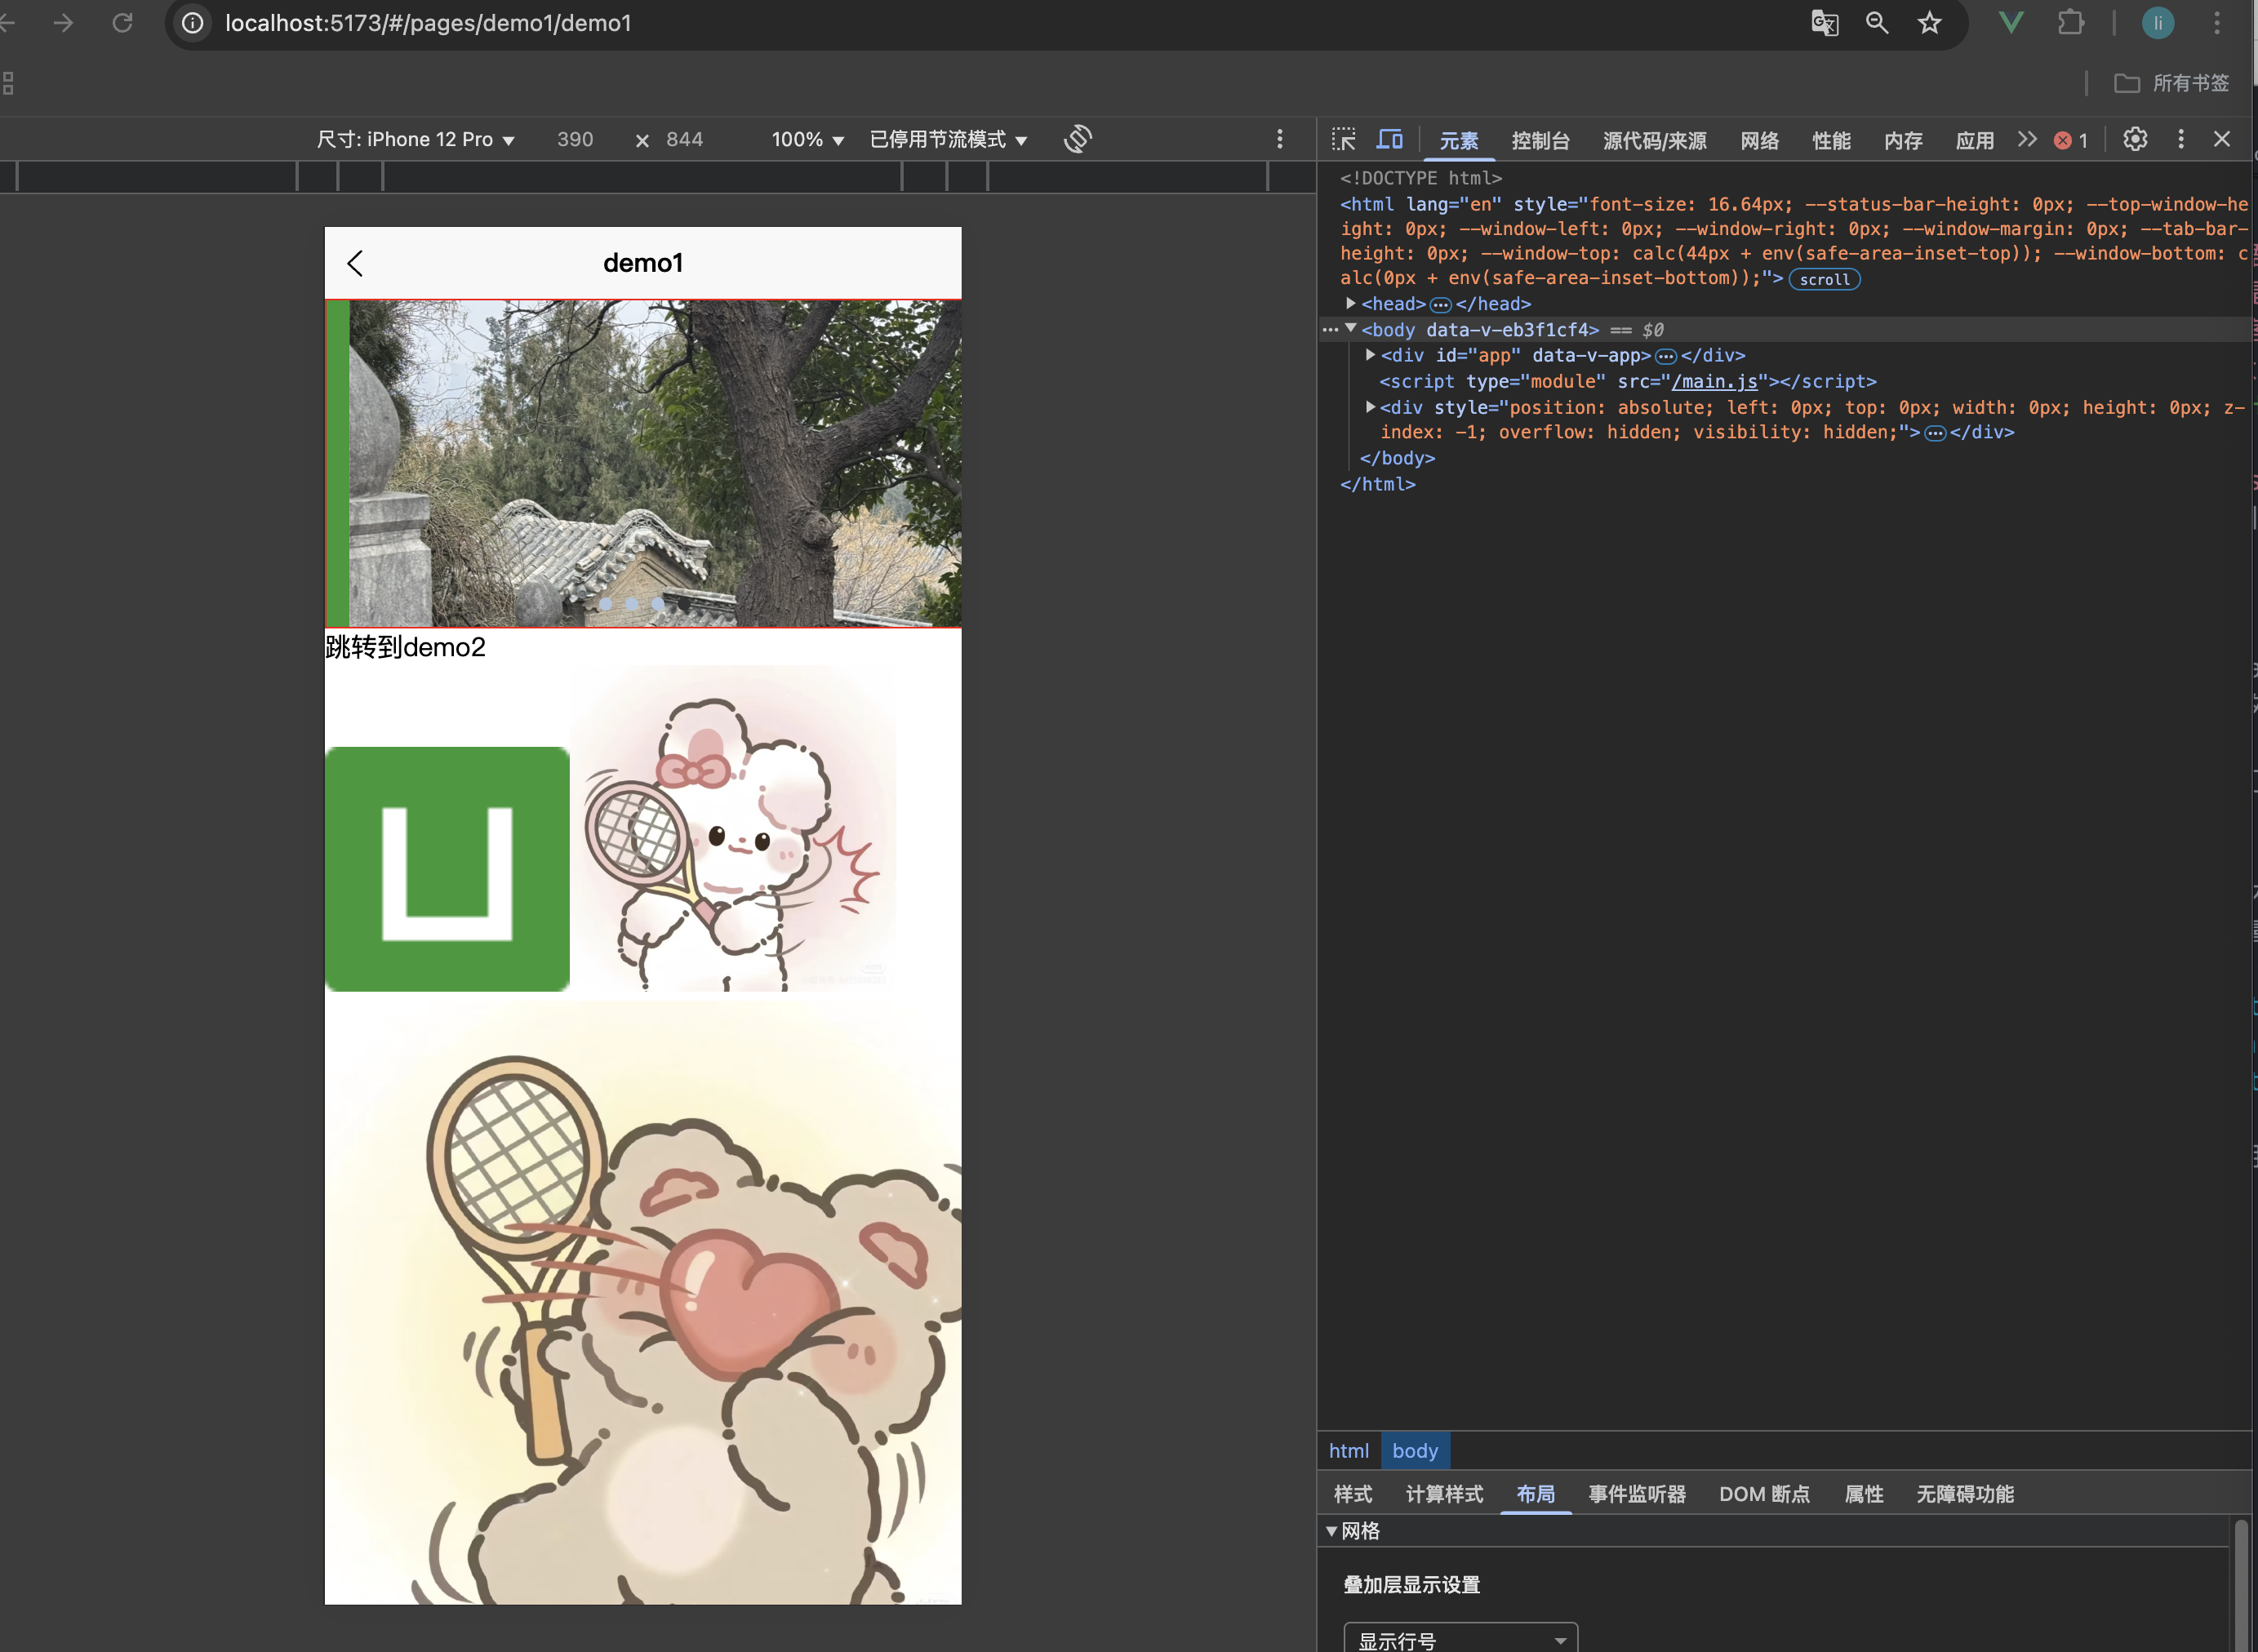 localhost:5173/#/pages/demo1/demo1
li
所有书签
尺寸: iPhone 12 Pro ▼ 390 × 844 100% ▼ 已停用节流模式 ▼
元素 控制台 源代码/来源 网络 性能 内存 应用 1
demo1
跳转到demo2
<!DOCTYPE html>
<html lang="en" style="font-size: 16.64px; --status-bar-height: 0px; --top-window-he
ight: 0px; --window-left: 0px; --window-right: 0px; --window-margin: 0px; --tab-bar-
height: 0px; --window-top: calc(44px + env(safe-area-inset-top)); --window-bottom: c
alc(0px + env(safe-area-inset-bottom));"> scroll
<head>…</head>
<body data-v-eb3f1cf4> == $0
<div id="app" data-v-app>…</div>
<script type="module" src="/main.js"></script>
<div style="position: absolute; left: 0px; top: 0px; width: 0px; height: 0px; z-
index: -1; overflow: hidden; visibility: hidden;">…</div>
</body>
</html>
html body
样式 计算样式 布局 事件监听器 DOM 断点 属性 无障碍功能
网格
叠加层显示设置
显示行号